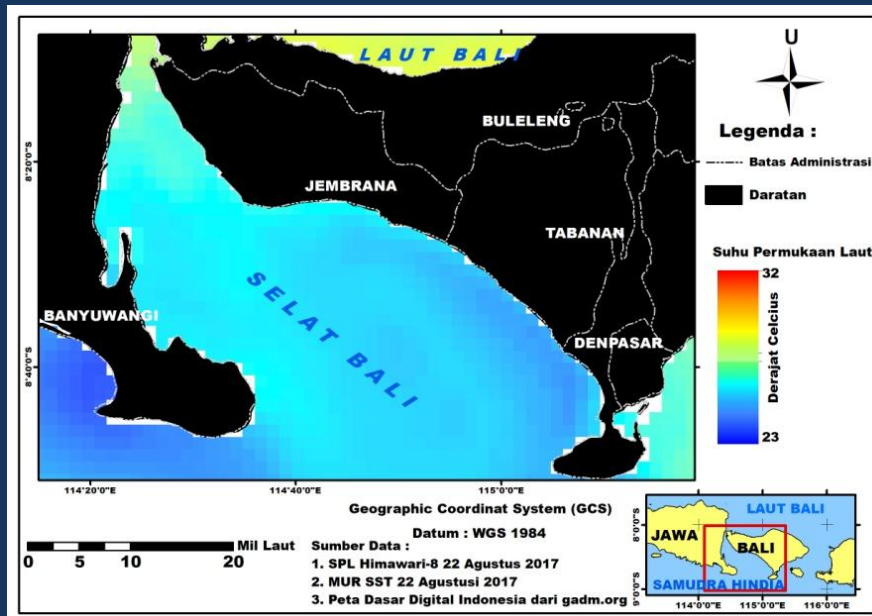 LAUT BALI
BULELENG
JEMBRANA
TABANAN
SELAT BALI
BANYUWANGI
DENPASAR
8°20'0"S
8°40'0"S
114°20'0"E
114°40'0"E
115°0'0"E
U
Legenda :
Batas Administrasi
Daratan
Suhu Permukaan Laut
32
Derajat Celcius
23
Geographic Coordinat System (GCS)
Datum : WGS 1984
0 5 10 20 Mil Laut
Sumber Data :
1. SPL Himawari-8 22 Agustus 2017
2. MUR SST 22 Agustusi 2017
3. Peta Dasar Digital Indonesia dari gadm.org
LAUT BALI
JAWA
BALI
SAMUDRA HINDIA
8°0'0"S
9°0'0"S
114°0'0"E
115°0'0"E
116°0'0"E